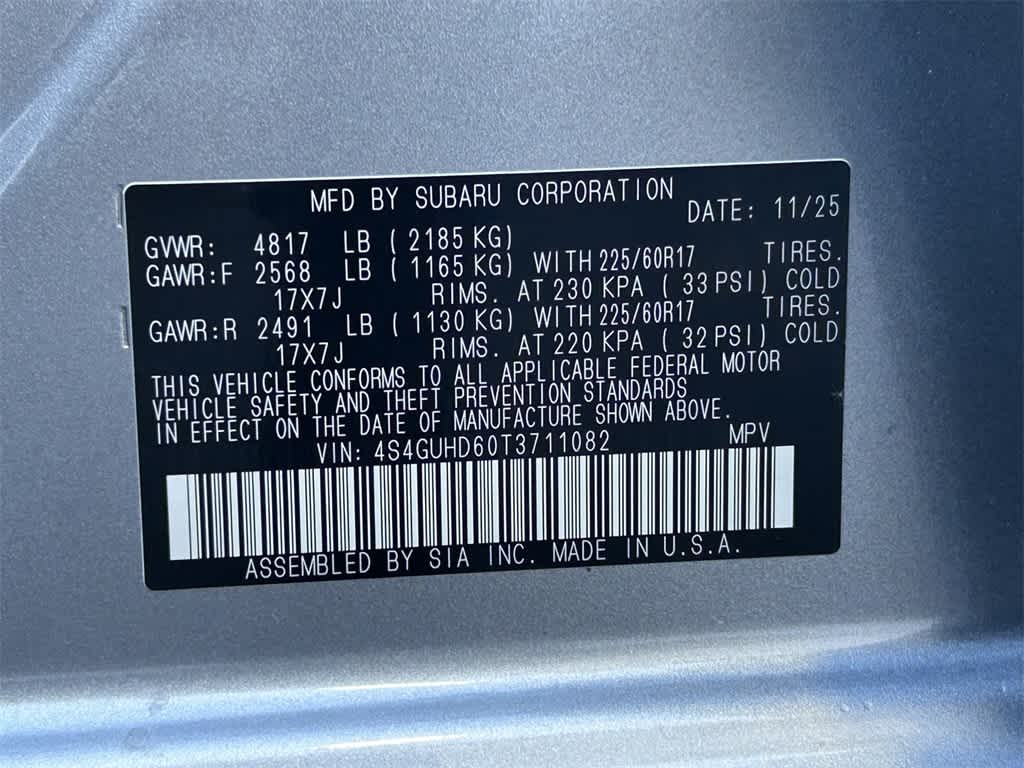 MFD BY SUBARU CORPORATION DATE: 11/25
GVWR: 4817 LB ( 2185 KG)
GAWR:F 2568 LB ( 1165 KG) WITH 225/60R17 TIRES.
17X7J RIMS. AT 230 KPA ( 33 PSI) COLD
GAWR:R 2491 LB ( 1130 KG) WITH 225/60R17 TIRES.
17X7J RIMS. AT 220 KPA ( 32 PSI) COLD
THIS VEHICLE CONFORMS TO ALL APPLICABLE FEDERAL MOTOR
VEHICLE SAFETY AND THEFT PREVENTION STANDARDS
IN EFFECT ON THE DATE OF MANUFACTURE SHOWN ABOVE.
VIN: 4S4GUHD60T3711082 MPV
ASSEMBLED BY SIA INC. MADE IN U.S.A.